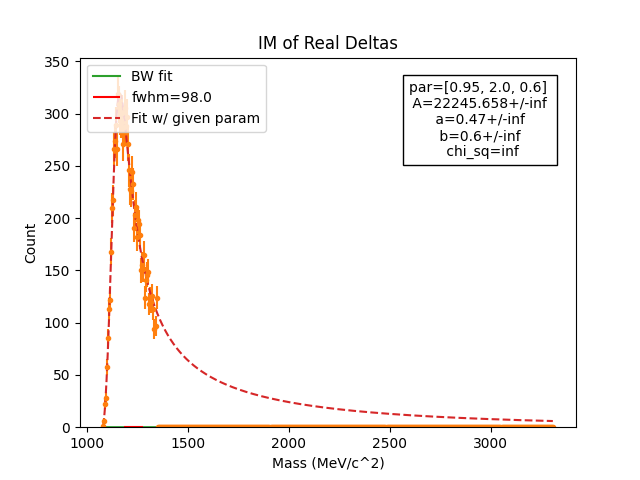 IM of Real Deltas
BW fit
fwhm=98.0
Fit w/ given param
par=[0.95, 2.0, 0.6]
A=22245.658+/-inf
a=0.47+/-inf
b=0.6+/-inf
chi_sq=inf
Count
350
300
250
200
150
100
50
0
1000 1500 2000 2500 3000
Mass (MeV/c^2)